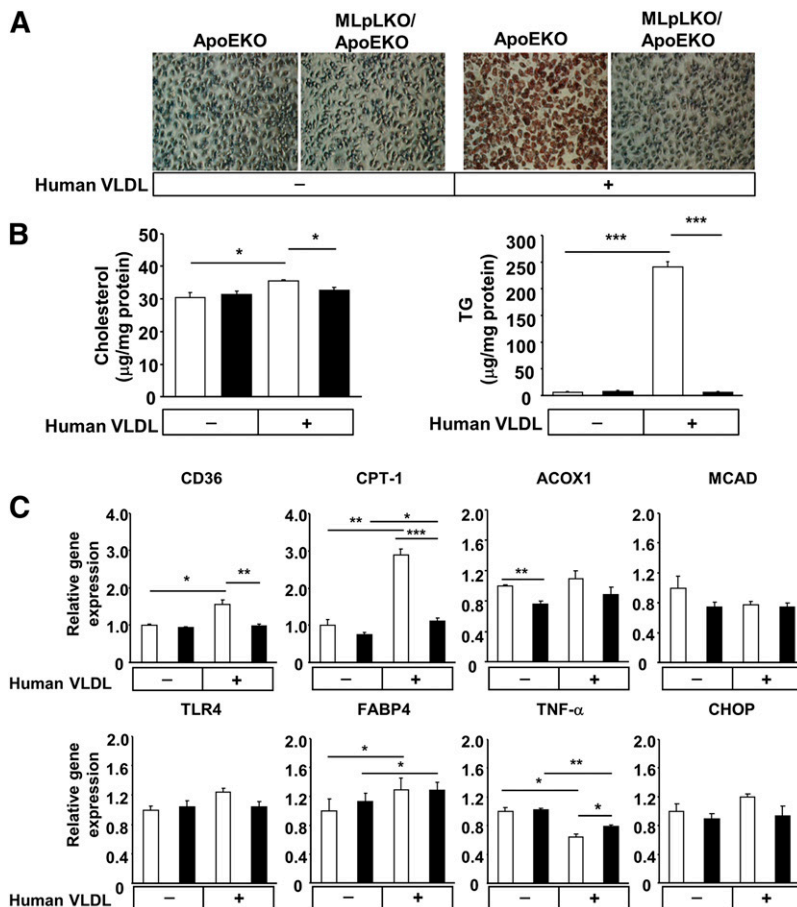 A
ApoEKO
MLpLKO/
ApoEKO
ApoEKO
MLpLKO/
ApoEKO
Human VLDL – +
B
Cholesterol
(μg/mg protein)
50
40
30
20
10
0
* *
Human VLDL – +
TG
(μg/mg protein)
250
200
150
100
50
0
*** ***
Human VLDL – +
C
CD36 CPT-1 ACOX1 MCAD
Relative gene
expression
4.0
3.0
2.0
1.0
0
* **
4.0
3.0
2.0
1.0
0
** * ***
2.0
1.6
1.2
0.8
0.4
0
**
2.0
1.6
1.2
0.8
0.4
0
Human VLDL – + – + – + – +
TLR4 FABP4 TNF-α CHOP
Relative gene
expression
2.0
1.6
1.2
0.8
0.4
0
2.0
1.6
1.2
0.8
0.4
0
* *
2.0
1.6
1.2
0.8
0.4
0
* ** *
2.0
1.6
1.2
0.8
0.4
0
Human VLDL – + – + – + – +